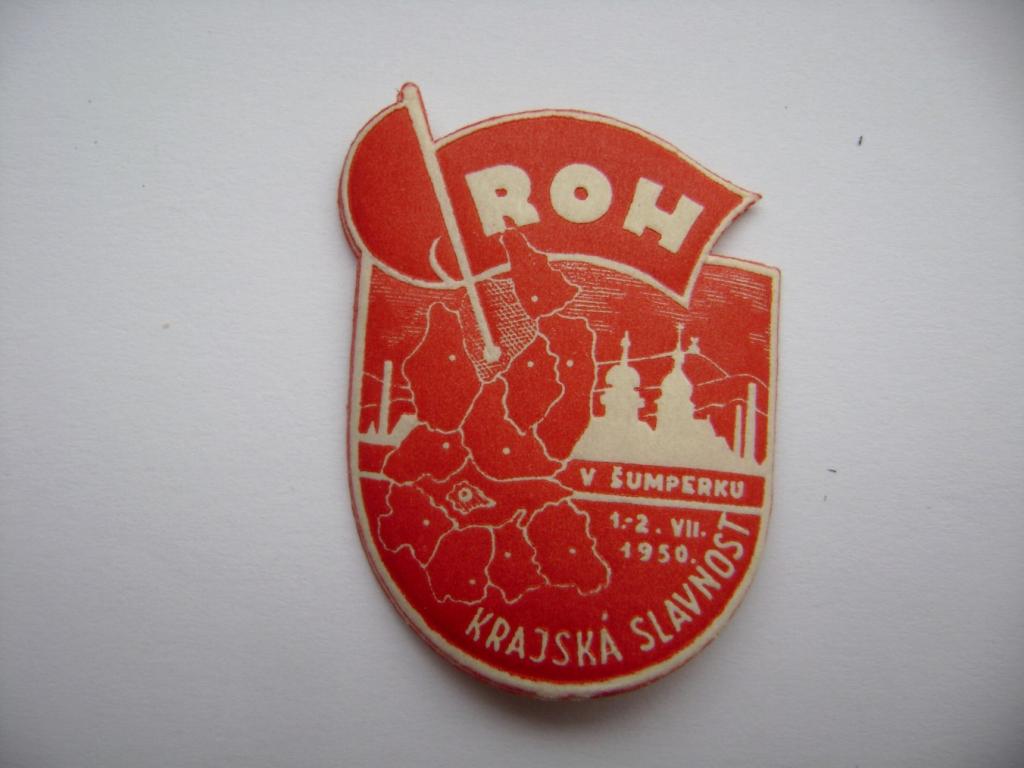 ROH
V ŠUMPERKU
1.-2. VII.
1950.
KRAJSKÁ SLAVNOST